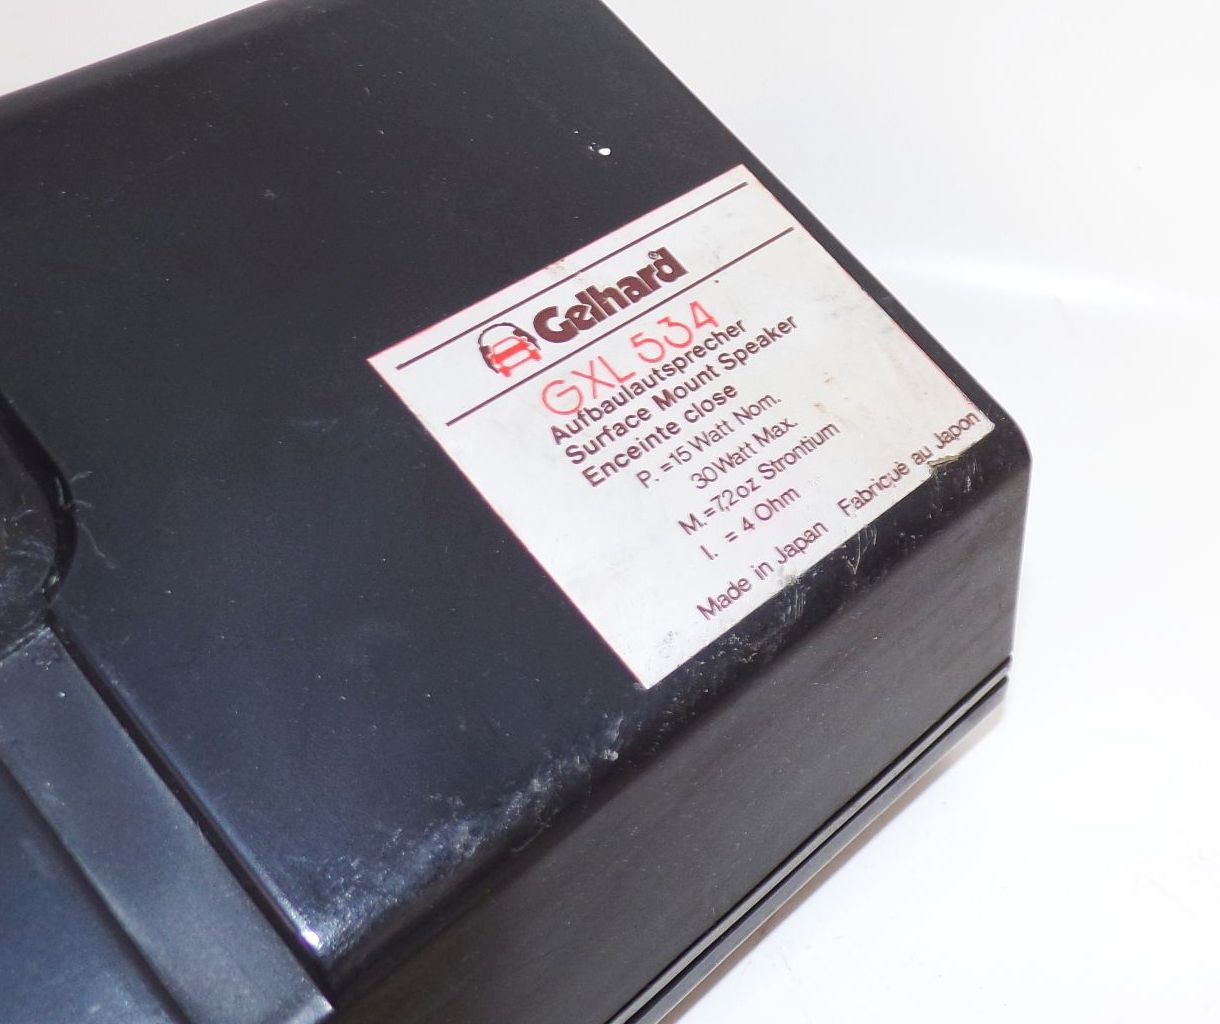 Gelhard
GXL 534
Aufbaulautsprecher
Surface Mount Speaker
Enceinte close
P. =15 Watt Nom.
30 Watt Max.
M.=7,2 oz Strontium
I. = 4 Ohm
Made in Japan Fabriqué au Japon